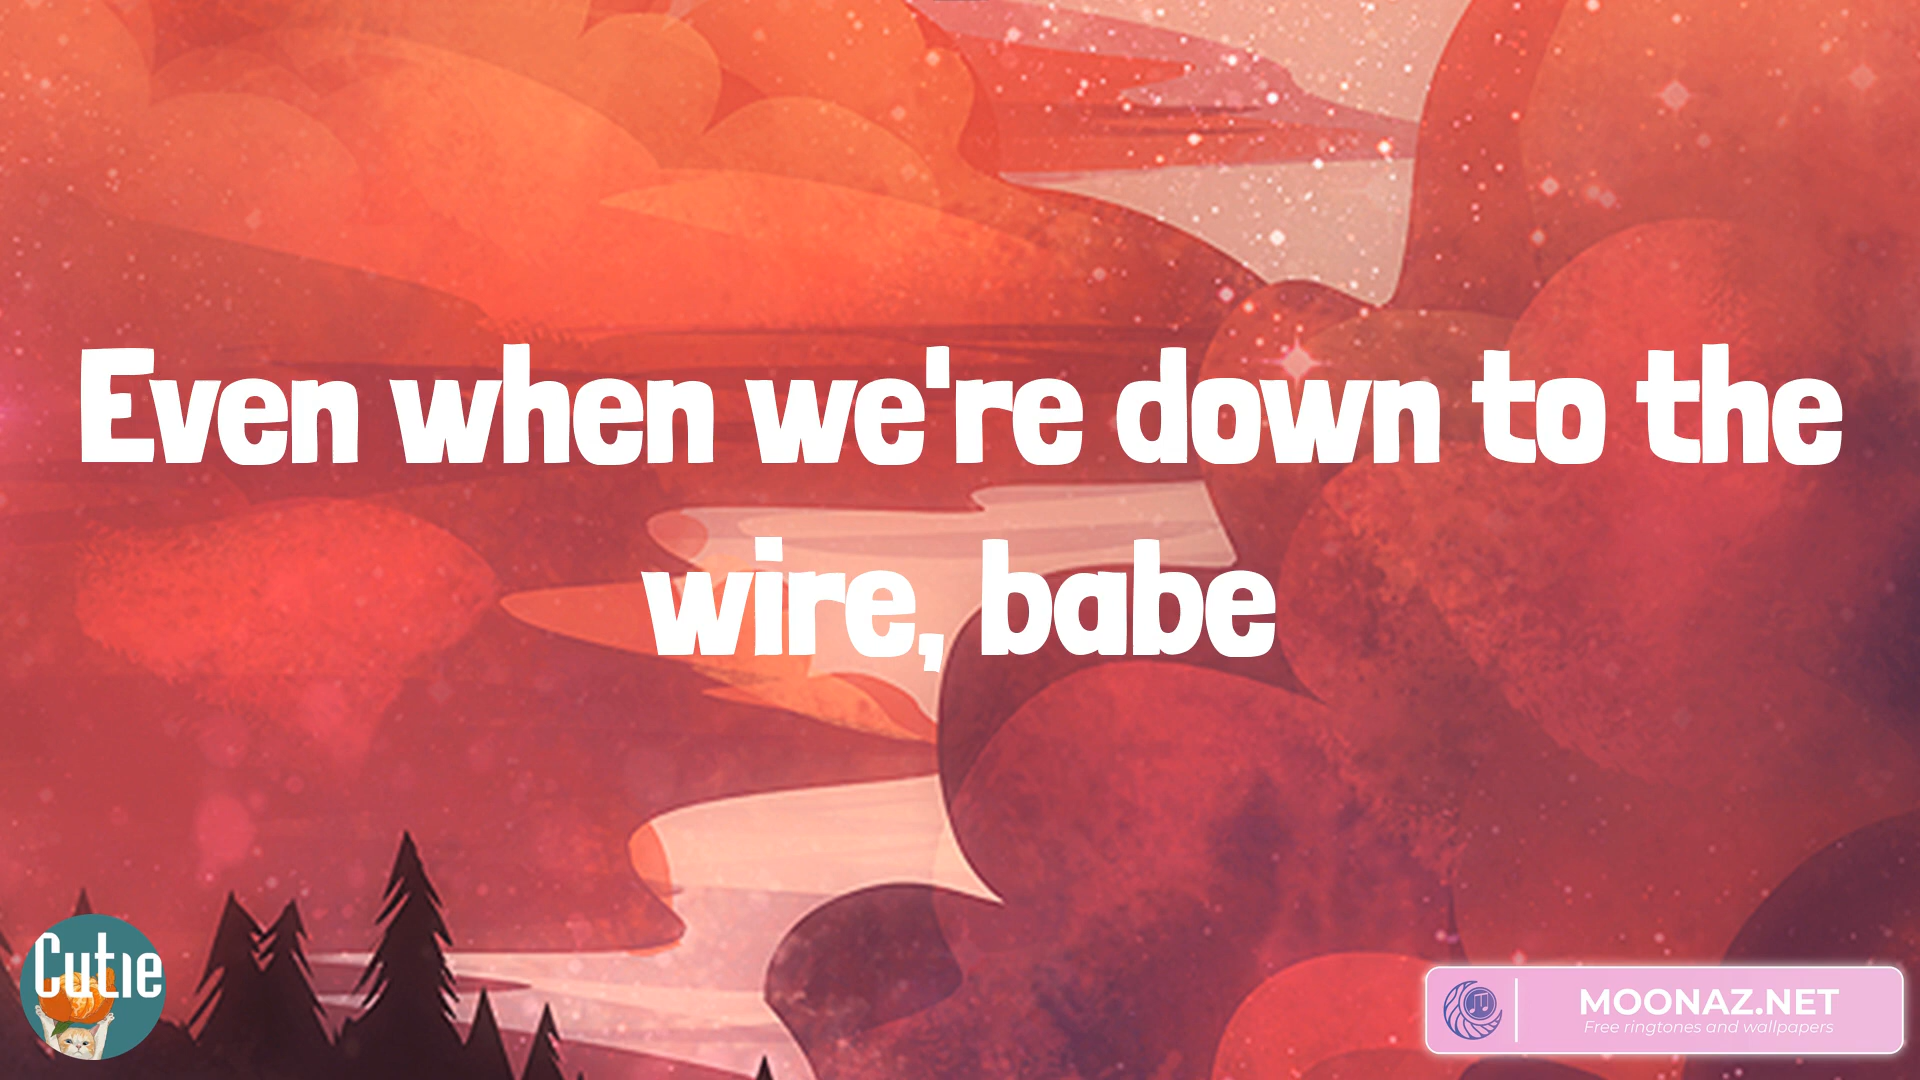 Even when we're down to the
wire, babe
Cutie
MOONAZ.NET
Free ringtones and wallpapers